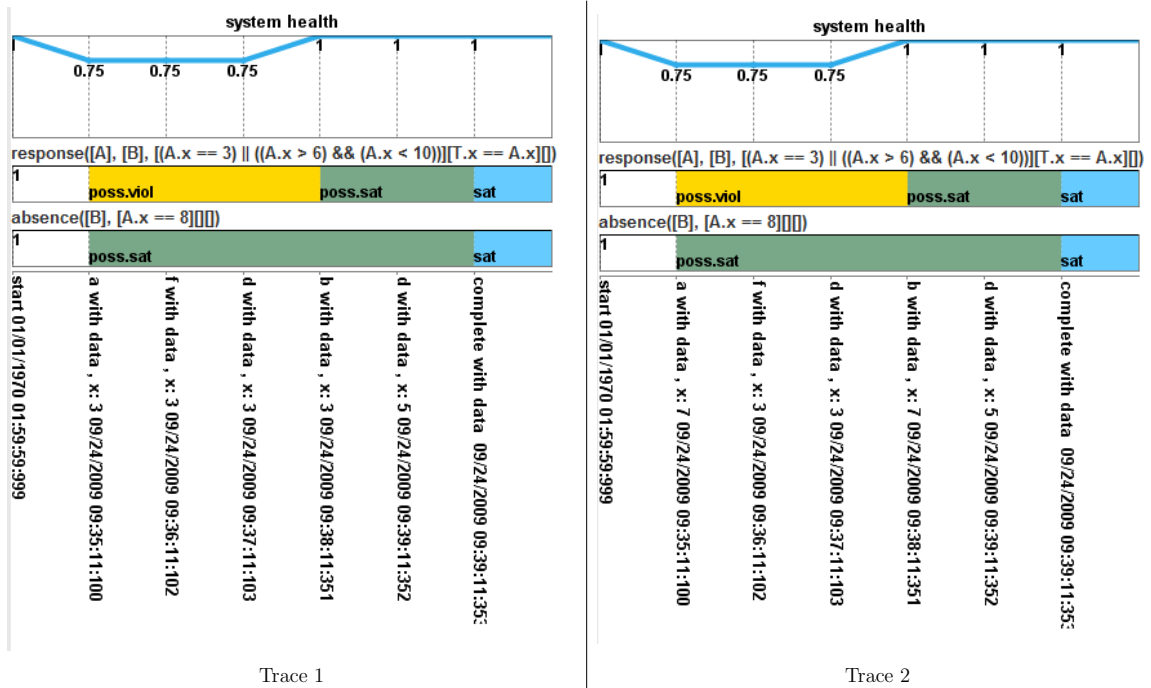 system health
1
0.75
0.75
0.75
1
1
1
response([A], [B], [(A.x == 3) || ((A.x > 6) && (A.x < 10))][T.x == A.x][])
1
poss.viol
poss.sat
sat
absence([B], [A.x == 8][][])
1
poss.sat
sat
start 01/01/1970 01:59:59:999
a with data , x: 3 09/24/2009 09:35:11:100
f with data , x: 3 09/24/2009 09:36:11:102
d with data , x: 3 09/24/2009 09:37:11:103
b with data , x: 3 09/24/2009 09:38:11:351
d with data , x: 5 09/24/2009 09:39:11:352
complete with data 09/24/2009 09:39:11:353
Trace 1
system health
1
0.75
0.75
0.75
1
1
1
response([A], [B], [(A.x == 3) || ((A.x > 6) && (A.x < 10))][T.x == A.x][])
1
poss.viol
poss.sat
sat
absence([B], [A.x == 8][][])
1
poss.sat
sat
start 01/01/1970 01:59:59:999
a with data , x: 7 09/24/2009 09:35:11:100
f with data , x: 3 09/24/2009 09:36:11:102
d with data , x: 3 09/24/2009 09:37:11:103
b with data , x: 7 09/24/2009 09:38:11:351
d with data , x: 5 09/24/2009 09:39:11:352
complete with data 09/24/2009 09:39:11:353
Trace 2